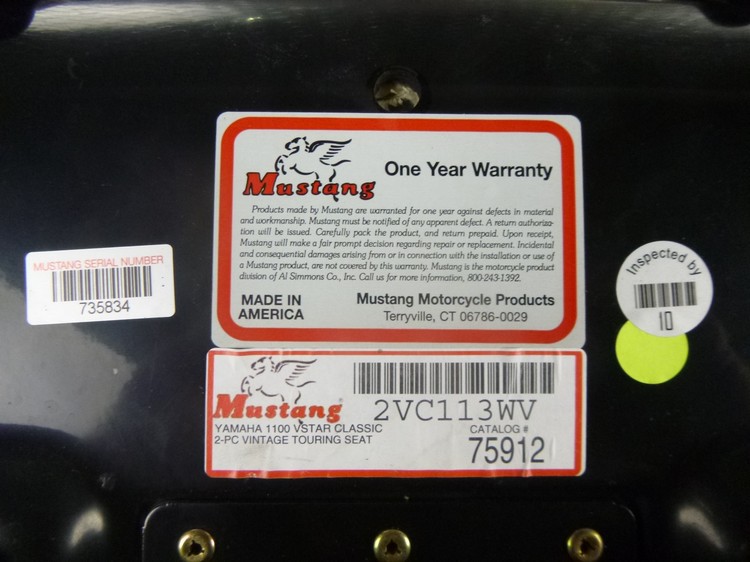 Mustang
One Year Warranty
Products made by Mustang are warranted for one year against defects in material
and workmanship. Mustang must be notified of any apparent defect. A return authoriza-
tion will be issued. Carefully pack the product, and return prepaid. Upon receipt,
Mustang will make a fair prompt decision regarding repair or replacement. Incidental
and consequential damages arising from or in connection with the installation or use of
a Mustang product, are not covered by this warranty. Mustang is the motorcycle product
division of Al Simmons Co., Inc. Call us for more information, 800-243-1392.
MADE IN
AMERICA
Mustang Motorcycle Products
Terryville, CT 06786-0029
MUSTANG SERIAL NUMBER
735834
Inspected by
10
Mustang
2VC113WV
YAMAHA 1100 VSTAR CLASSIC
2-PC VINTAGE TOURING SEAT
CATALOG #
75912